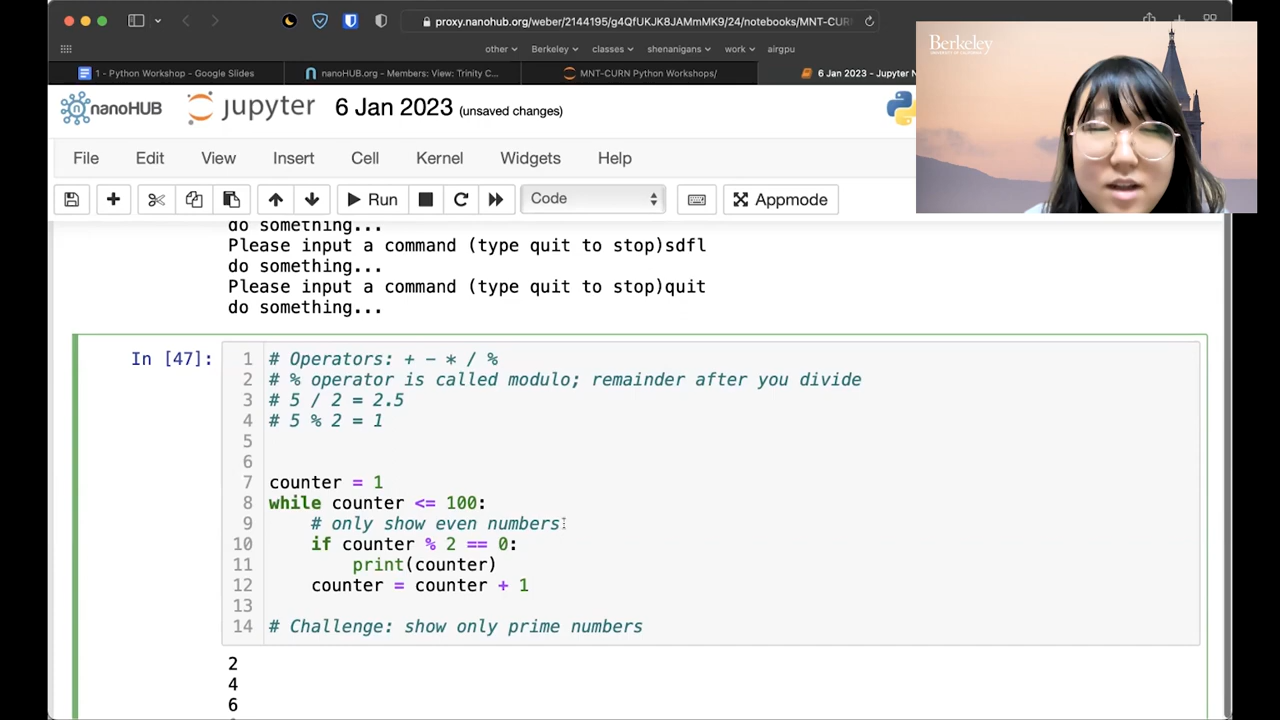 proxy.nanohub.org/weber/2144195/g4QfUKJK8JAmMmK9/24/notebooks/MNT-CURN
other Berkeley classes shenanigans work airgpu
1 - Python Workshop - Google Slides
nanoHUB.org - Members: View: Trinity C...
MNT-CURN Python Workshops/
6 Jan 2023 - Jupyter N
Berkeley
nanoHUB jupyter 6 Jan 2023 (unsaved changes)
File Edit View Insert Cell Kernel Widgets Help
Run Code Appmode
do something...
Please input a command (type quit to stop)sdfl
do something...
Please input a command (type quit to stop)quit
do something...
In [47]:
1 # Operators: + - * / %
2 # % operator is called modulo; remainder after you divide
3 # 5 / 2 = 2.5
4 # 5 % 2 = 1
5
6
7 counter = 1
8 while counter <= 100:
9 # only show even numbers
10 if counter % 2 == 0:
11 print(counter)
12 counter = counter + 1
13
14 # Challenge: show only prime numbers
2
4
6